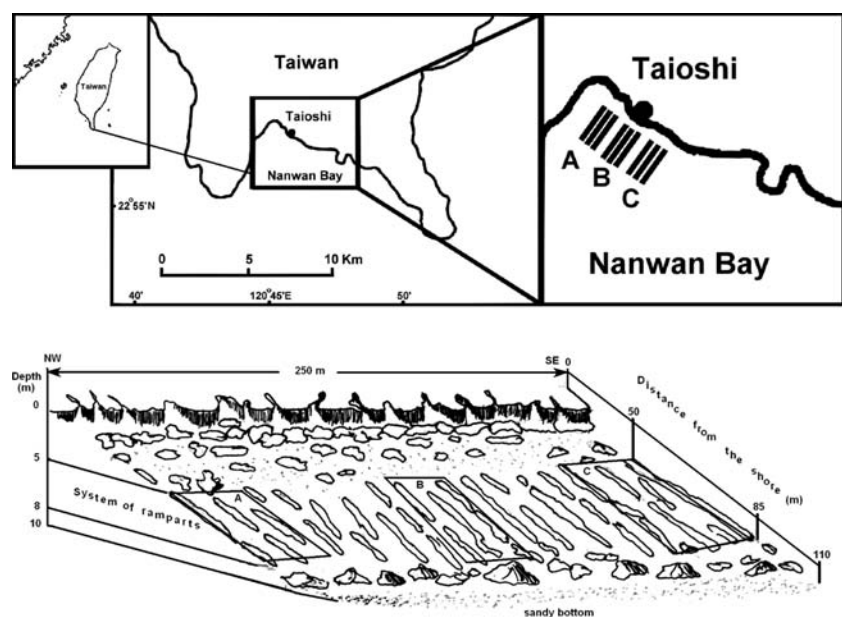 Taiwan
Taiwan
Taioshi
Nanwan Bay
22°55'N
0 5 10 Km
40' 120°45'E 50'
Taioshi
A
B
C
Nanwan Bay
NW 250 m SE 0
Depth
(m)
0
5
8
10
System of ramparts
A
B
C
50
85
110
Distance from the shore (m)
sandy bottom